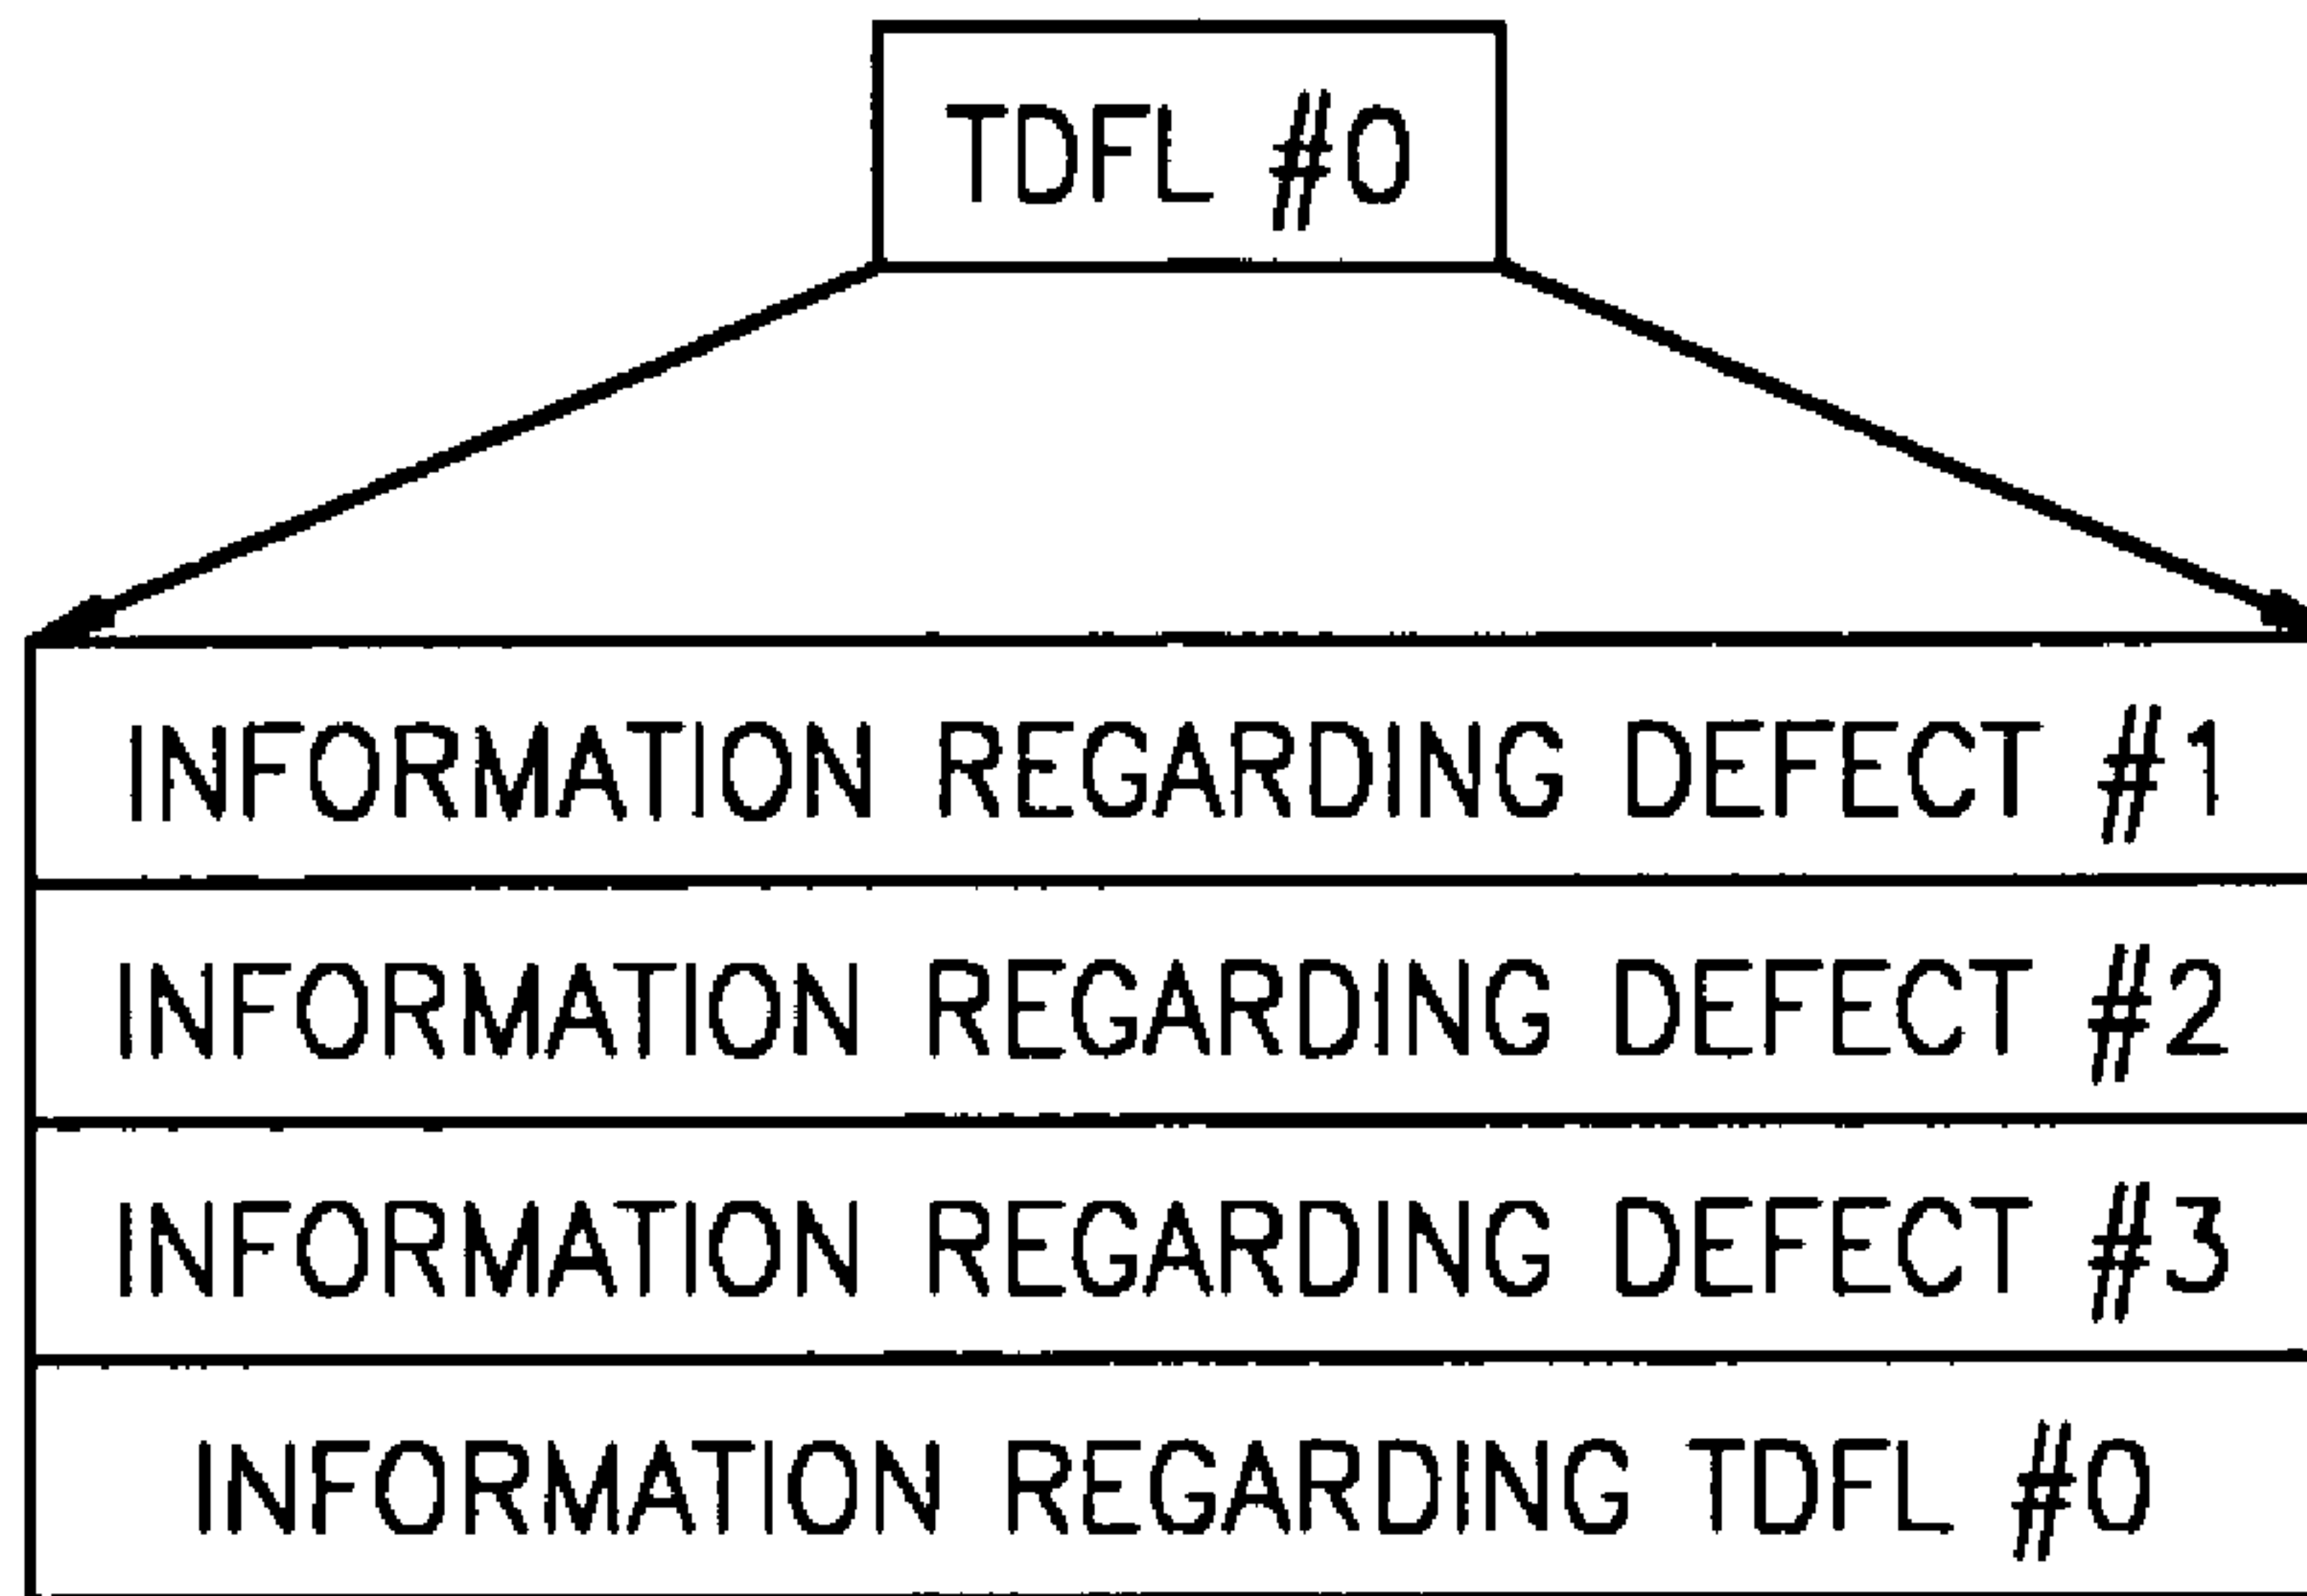 TDFL #0
INFORMATION REGARDING DEFECT #1
INFORMATION REGARDING DEFECT #2
INFORMATION REGARDING DEFECT #3
INFORMATION REGARDING TDFL #0